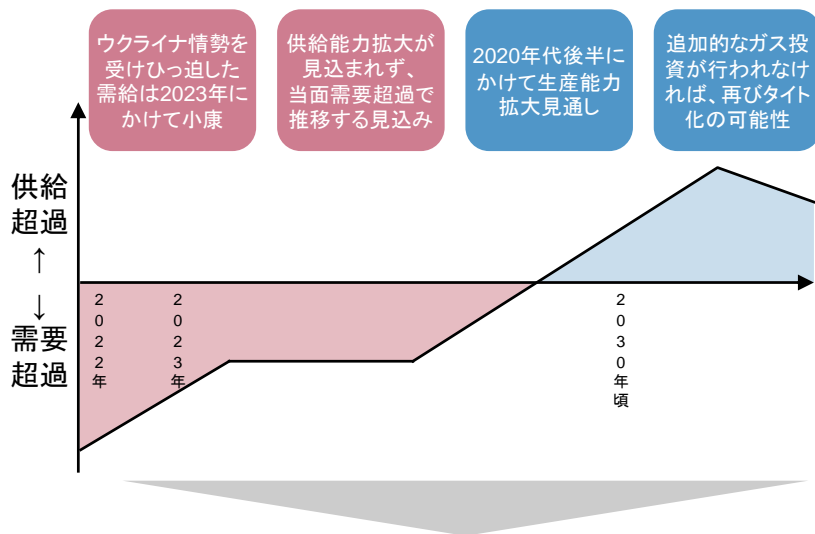 ウクライナ情勢を
受けひっ迫した
需給は2023年に
かけて小康
供給能力拡大が
見込まれず、
当面需要超過で
推移する見込み
2020年代後半に
かけて生産能力
拡大見通し
追加的なガス投
資が行われなけ
れば、再びタイト
化の可能性
供給
超過
↑
↓
需要
超過
2022年
2023年
2030年頃